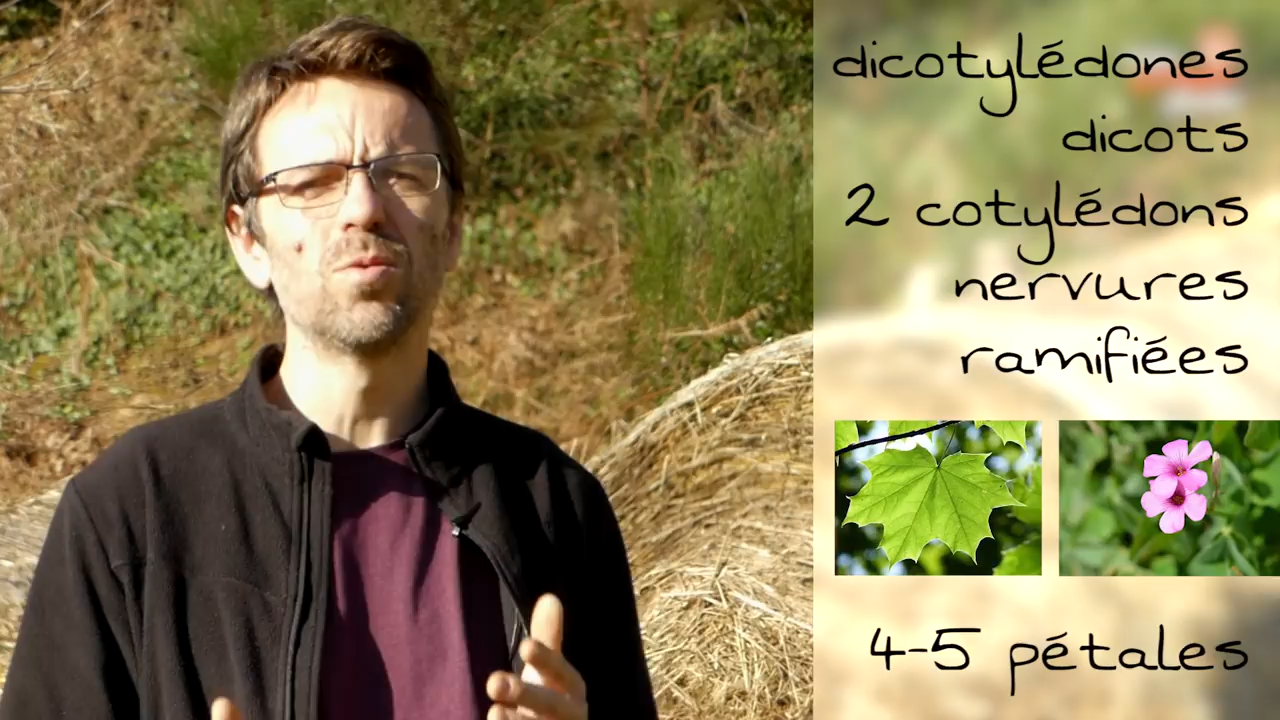 dicotylédones
dicots
2 cotylédons
nervures
ramifiées
4-5 pétales